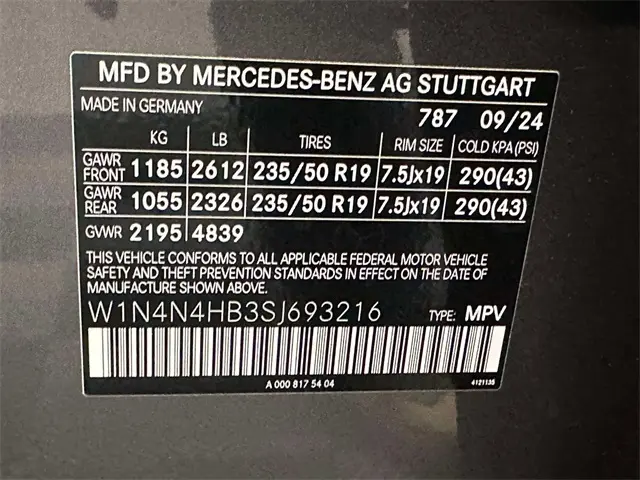 MFD BY MERCEDES-BENZ AG STUTTGART
MADE IN GERMANY 787 09/24
KG LB TIRES RIM SIZE COLD KPA(PSI)
GAWR FRONT 1185 2612 235/50 R19 7.5Jx19 290(43)
GAWR REAR 1055 2326 235/50 R19 7.5Jx19 290(43)
GVWR 2195 4839
THIS VEHICLE CONFORMS TO ALL APPLICABLE FEDERAL MOTOR VEHICLE
SAFETY AND THEFT PREVENTION STANDARDS IN EFFECT ON THE DATE OF
MANUFACTURE SHOWN ABOVE.
W1N4N4HB3SJ693216 TYPE: MPV
A 000 817 54 04 4121135